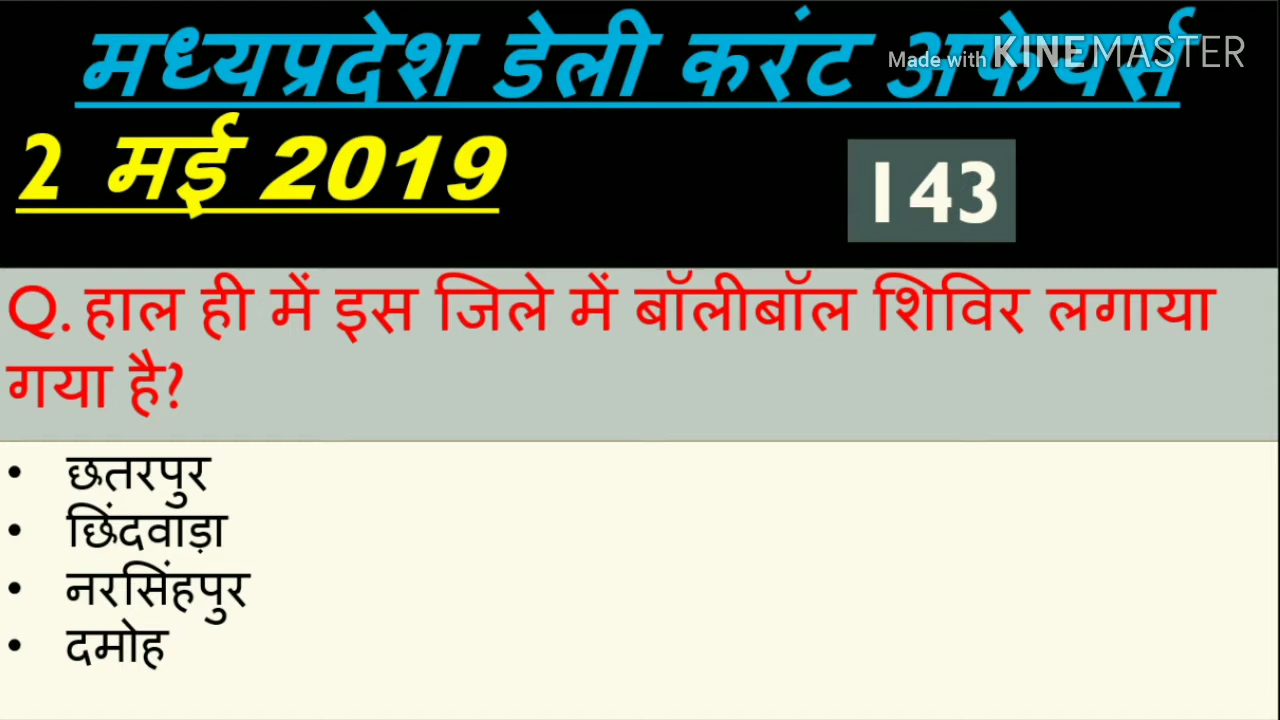 मध्यप्रदेश डेली करंट अफेयर्स
Made with KINEMASTER
2 मई 2019
143
Q. हाल ही में इस जिले में बॉलीबॉल शिविर लगाया
गया है?
• छतरपुर
• छिंदवाड़ा
• नरसिंहपुर
• दमोह